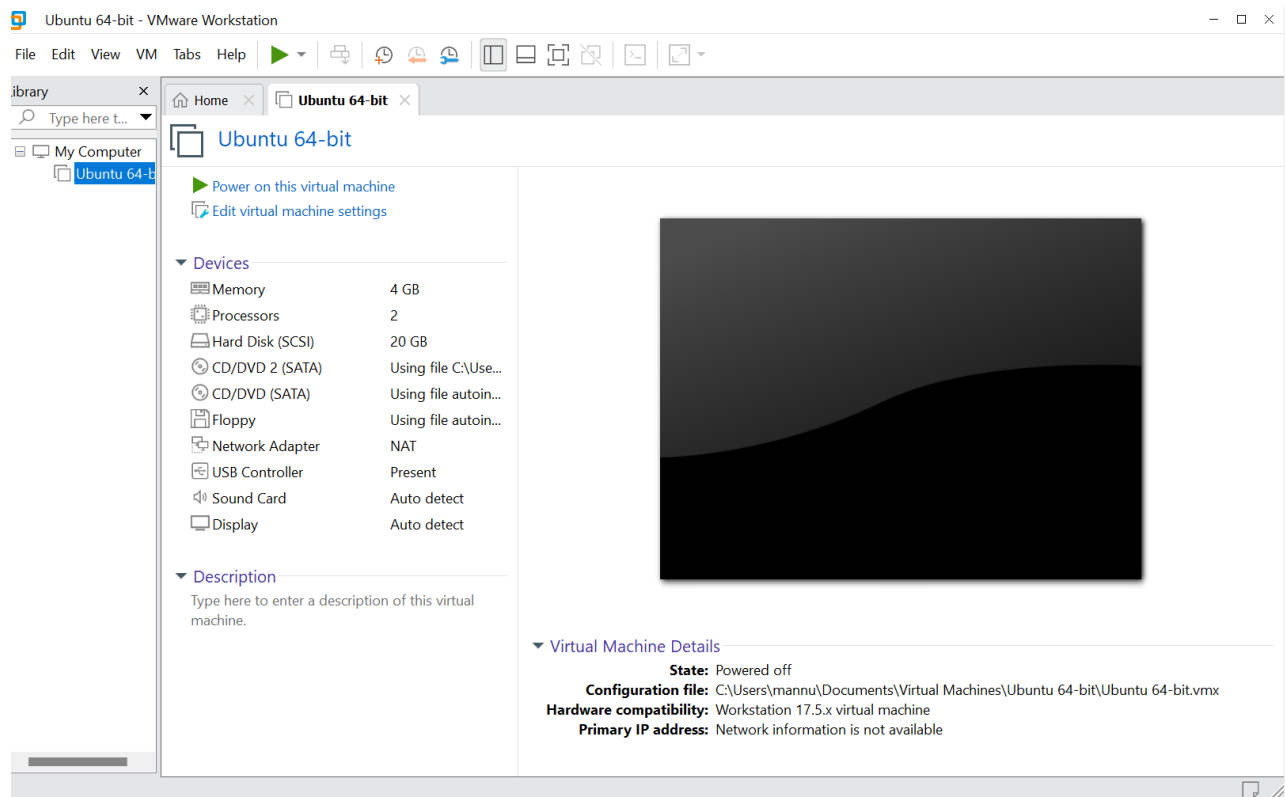 Ubuntu 64-bit - VMware Workstation
File Edit View VM Tabs Help
ibrary
Type here t...
My Computer
Ubuntu 64-b
Home
Ubuntu 64-bit
Ubuntu 64-bit
Power on this virtual machine
Edit virtual machine settings
Devices
Memory 4 GB
Processors 2
Hard Disk (SCSI) 20 GB
CD/DVD 2 (SATA) Using file C:\Use...
CD/DVD (SATA) Using file autoin...
Floppy Using file autoin...
Network Adapter NAT
USB Controller Present
Sound Card Auto detect
Display Auto detect
Description
Type here to enter a description of this virtual
machine.
Virtual Machine Details
State: Powered off
Configuration file: C:\Users\mannu\Documents\Virtual Machines\Ubuntu 64-bit\Ubuntu 64-bit.vmx
Hardware compatibility: Workstation 17.5.x virtual machine
Primary IP address: Network information is not available